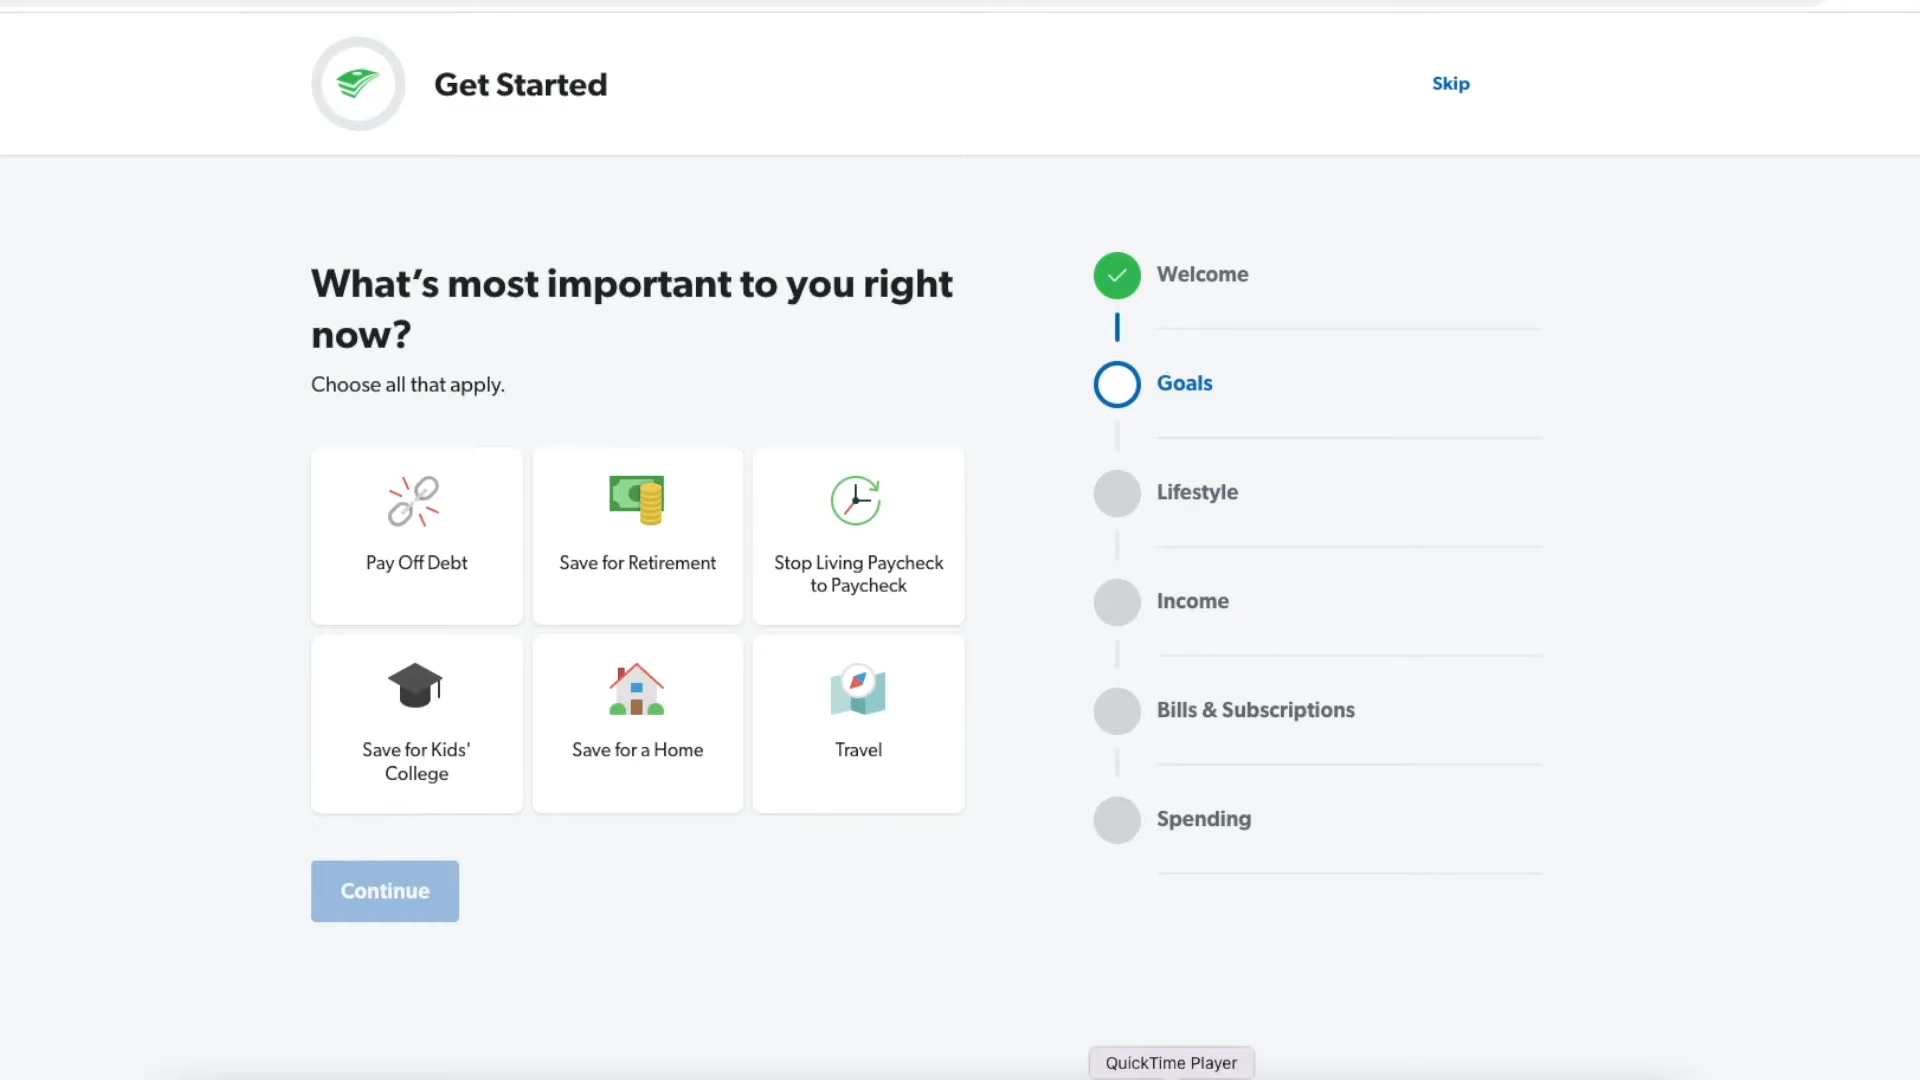 Get Started
Skip
What’s most important to you right
now?
Choose all that apply.
Pay Off Debt
Save for Retirement
Stop Living Paycheck
to Paycheck
Save for Kids'
College
Save for a Home
Travel
Continue
Welcome
Goals
Lifestyle
Income
Bills & Subscriptions
Spending
QuickTime Player